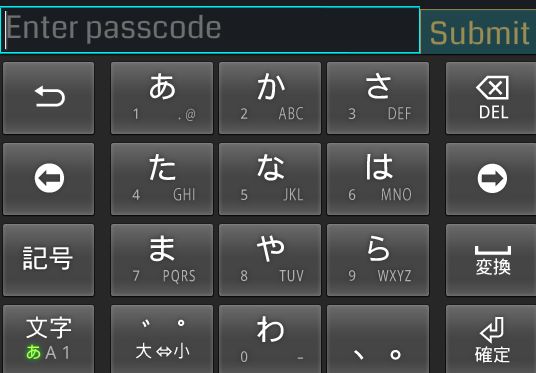 Enter passcode Submit
あ か さ DEL
1 .@ 2 ABC 3 DEF
た な は
4 GHI 5 JKL 6 MNO
記号 ま や ら 変換
7 PQRS 8 TUV 9 WXYZ
文字 ゛ ゜ わ 、 。 確定
あA1 大⇔小 0 –